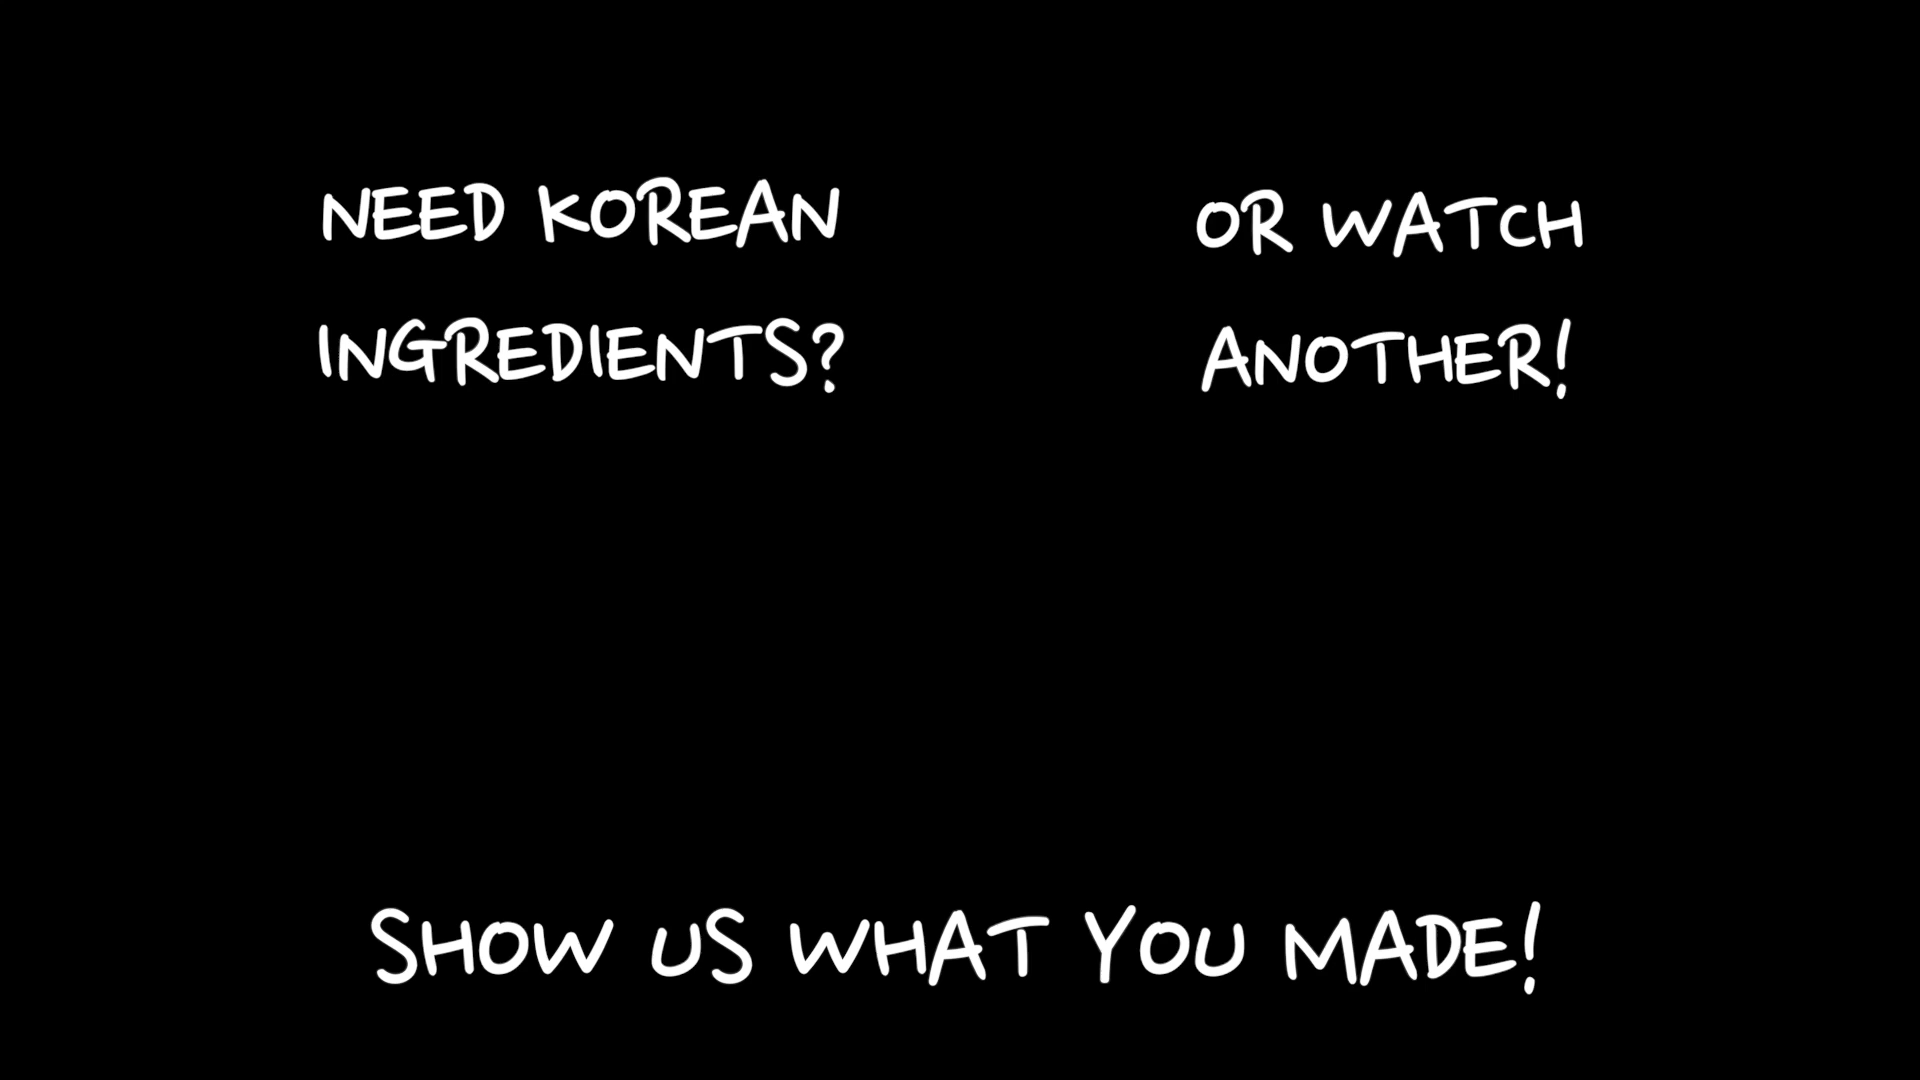 NEED KOREAN
INGREDIENTS?
OR WATCH
ANOTHER!
SHOW US WHAT YOU MADE!